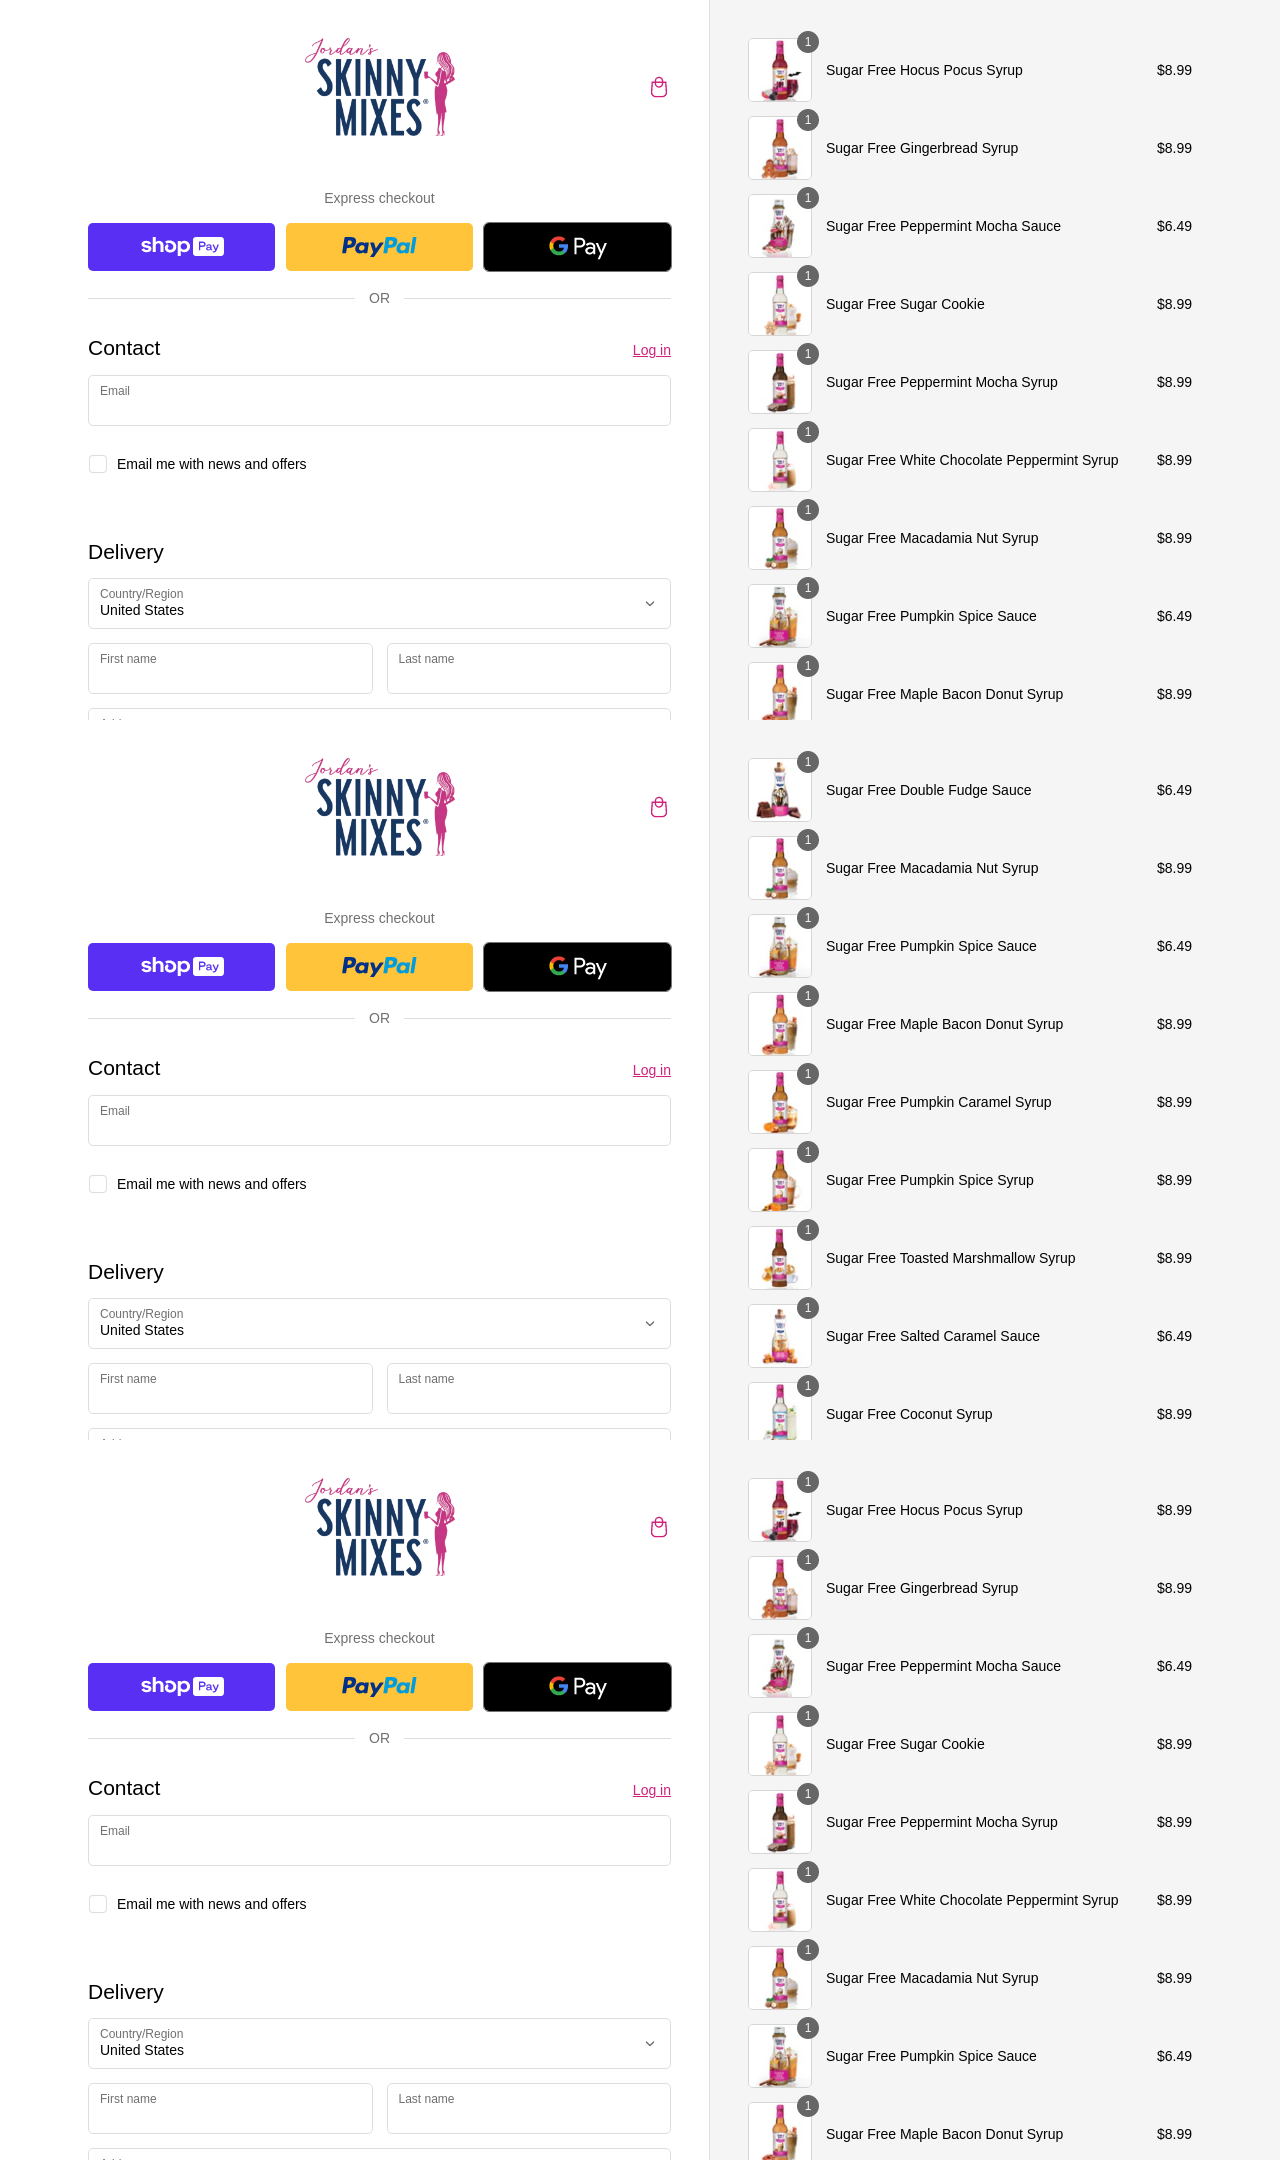 Jordan's
SKINNY
MIXES®
Express checkout
shop Pay
PayPal
G Pay
OR
Contact
Log in
Email
Email me with news and offers
Delivery
Country/Region
United States
First name
Last name
1
Sugar Free Hocus Pocus Syrup
$8.99
1
Sugar Free Gingerbread Syrup
$8.99
1
Sugar Free Peppermint Mocha Sauce
$6.49
1
Sugar Free Sugar Cookie
$8.99
1
Sugar Free Peppermint Mocha Syrup
$8.99
1
Sugar Free White Chocolate Peppermint Syrup
$8.99
1
Sugar Free Macadamia Nut Syrup
$8.99
1
Sugar Free Pumpkin Spice Sauce
$6.49
1
Sugar Free Maple Bacon Donut Syrup
$8.99
Jordan's
SKINNY
MIXES®
Express checkout
shop Pay
PayPal
G Pay
OR
Contact
Log in
Email
Email me with news and offers
Delivery
Country/Region
United States
First name
Last name
1
Sugar Free Double Fudge Sauce
$6.49
1
Sugar Free Macadamia Nut Syrup
$8.99
1
Sugar Free Pumpkin Spice Sauce
$6.49
1
Sugar Free Maple Bacon Donut Syrup
$8.99
1
Sugar Free Pumpkin Caramel Syrup
$8.99
1
Sugar Free Pumpkin Spice Syrup
$8.99
1
Sugar Free Toasted Marshmallow Syrup
$8.99
1
Sugar Free Salted Caramel Sauce
$6.49
1
Sugar Free Coconut Syrup
$8.99
Jordan's
SKINNY
MIXES®
Express checkout
shop Pay
PayPal
G Pay
OR
Contact
Log in
Email
Email me with news and offers
Delivery
Country/Region
United States
First name
Last name
1
Sugar Free Hocus Pocus Syrup
$8.99
1
Sugar Free Gingerbread Syrup
$8.99
1
Sugar Free Peppermint Mocha Sauce
$6.49
1
Sugar Free Sugar Cookie
$8.99
1
Sugar Free Peppermint Mocha Syrup
$8.99
1
Sugar Free White Chocolate Peppermint Syrup
$8.99
1
Sugar Free Macadamia Nut Syrup
$8.99
1
Sugar Free Pumpkin Spice Sauce
$6.49
1
Sugar Free Maple Bacon Donut Syrup
$8.99